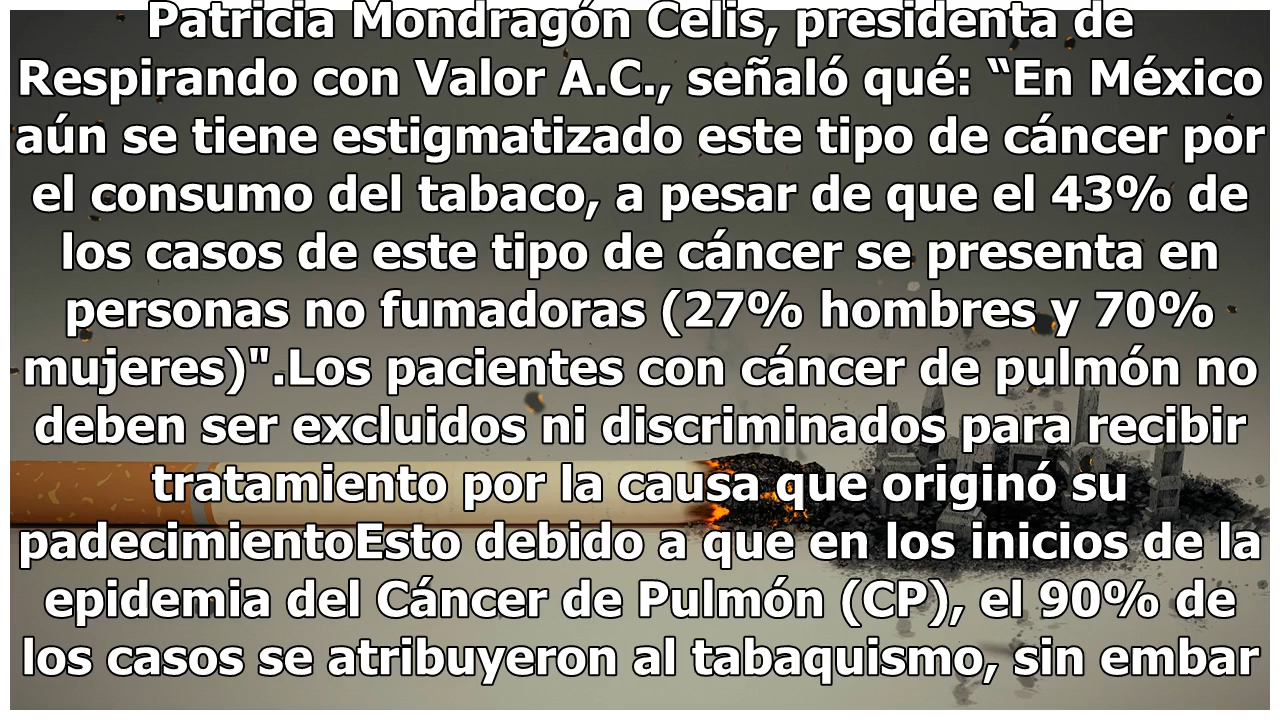 Patricia Mondragón Celis, presidenta de
Respirando con Valor A.C., señaló qué: “En México
aún se tiene estigmatizado este tipo de cáncer por
el consumo del tabaco, a pesar de que el 43% de
los casos de este tipo de cáncer se presenta en
personas no fumadoras (27% hombres y 70%
mujeres)".Los pacientes con cáncer de pulmón no
deben ser excluidos ni discriminados para recibir
tratamiento por la causa que originó su
padecimientoEsto debido a que en los inicios de la
epidemia del Cáncer de Pulmón (CP), el 90% de
los casos se atribuyeron al tabaquismo, sin embar